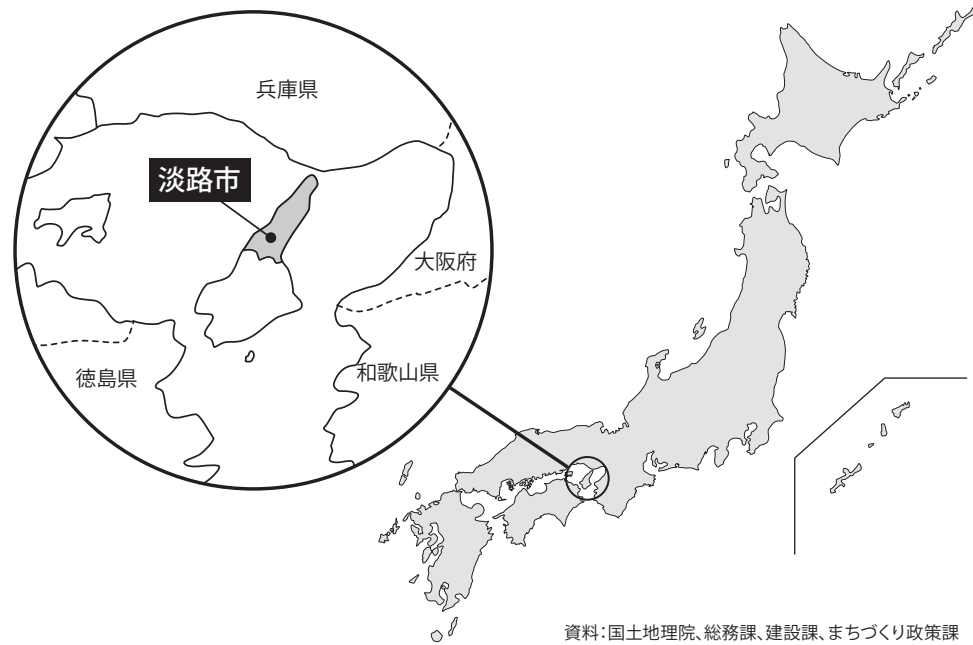 兵庫県
淡路市
大阪府
徳島県
和歌山県
資料:国土地理院、総務課、建設課、まちづくり政策課